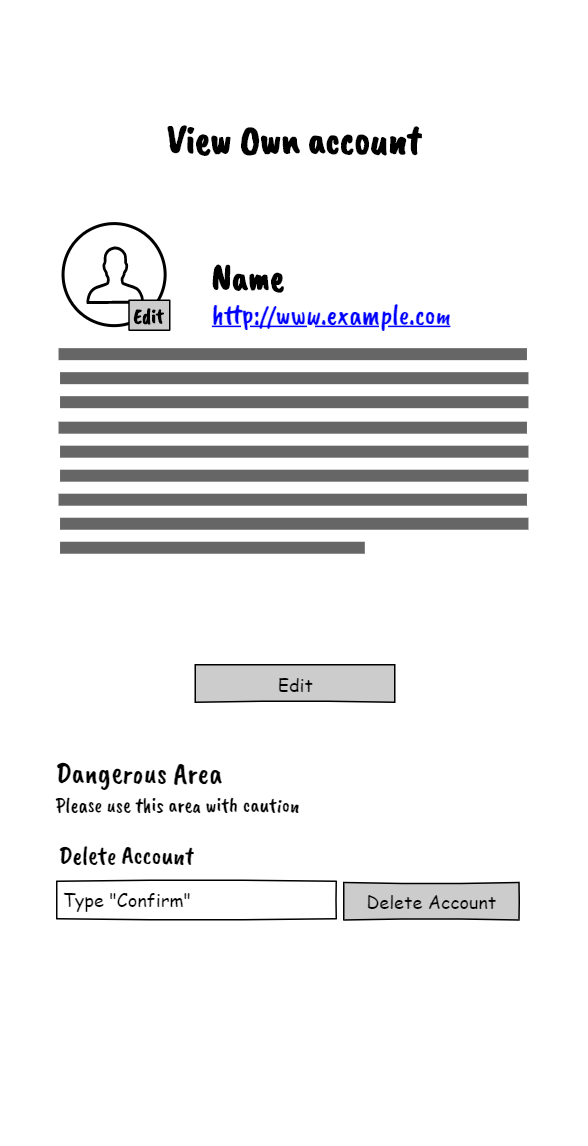 View Own account
Name
Edit
http://www.example.com
Edit
Dangerous Area
Please use this area with caution
Delete Account
Type "Confirm"
Delete Account